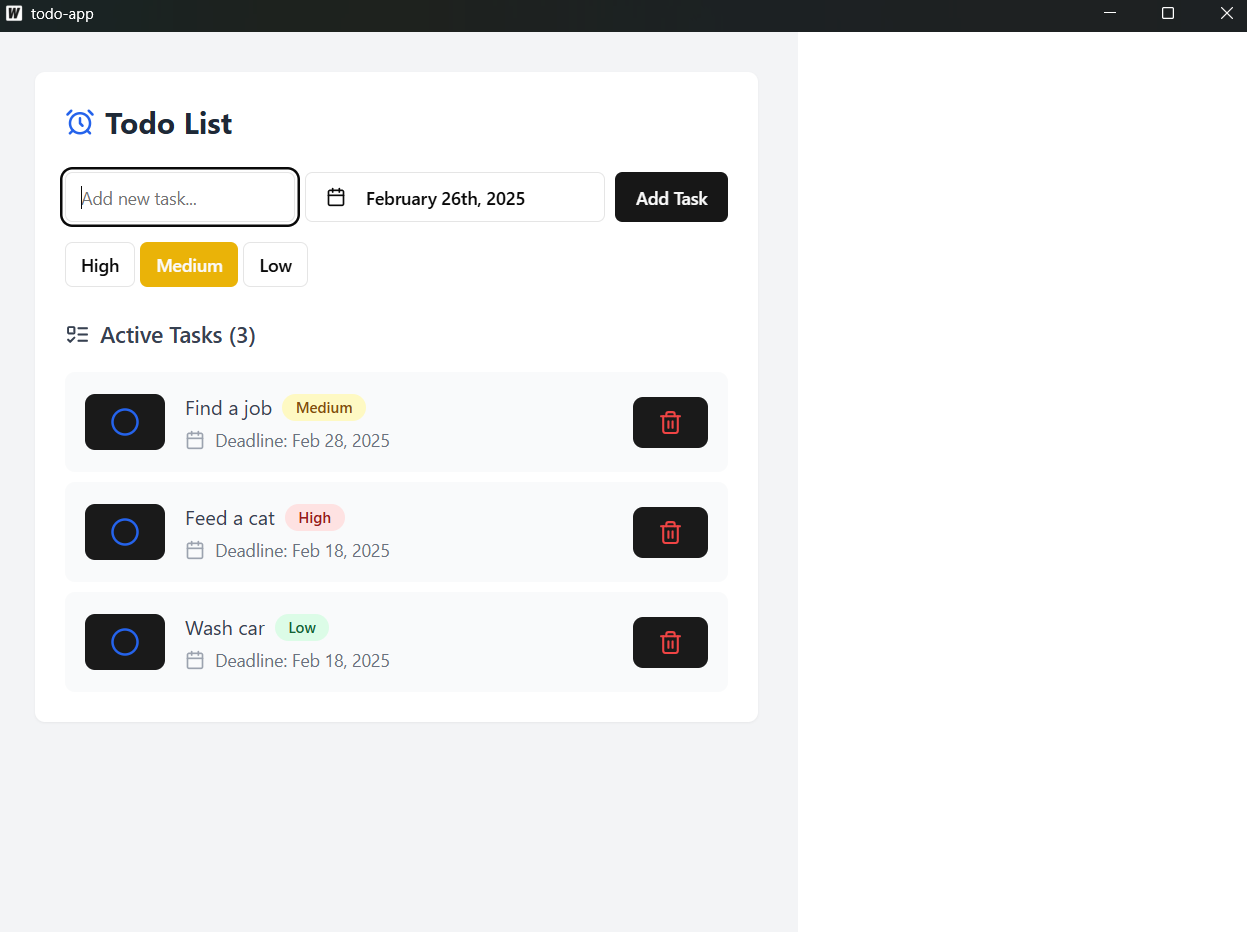 todo-app
Todo List
Add new task...
February 26th, 2025
Add Task
High
Medium
Low
Active Tasks (3)
Find a job
Medium
Deadline: Feb 28, 2025
Feed a cat
High
Deadline: Feb 18, 2025
Wash car
Low
Deadline: Feb 18, 2025